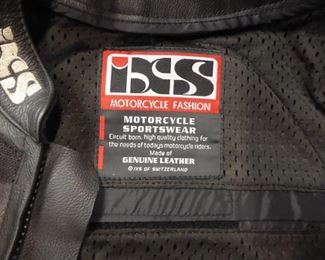 iXS
iXS
MOTORCYCLE FASHION
MOTORCYCLE
SPORTSWEAR
Circuit born, high quality clothing for
the needs of todays motorcycle riders.
Made of
GENUINE LEATHER
© IXS OF SWITZERLAND